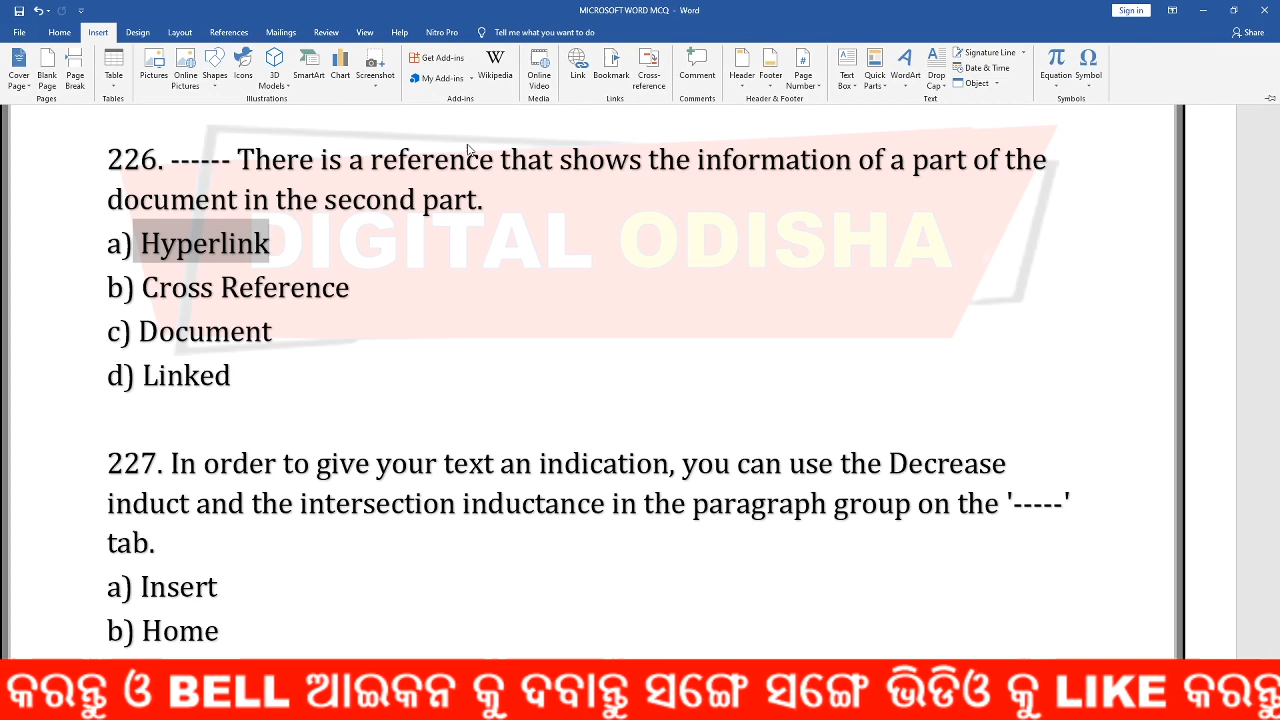 MICROSOFT WORD MCQ - Word
Sign in
File Home Insert Design Layout References Mailings Review View Help Nitro Pro Tell me what you want to do Share
Cover Page
Blank Page
Page Break
Table
Pictures
Online Pictures
Shapes
Icons
3D Models
SmartArt
Chart
Screenshot
Get Add-ins
My Add-ins
Wikipedia
Online Video
Link
Bookmark
Cross-reference
Comment
Header
Footer
Page Number
Text Box
Quick Parts
WordArt
Drop Cap
Signature Line
Date & Time
Object
Equation
Symbol
Pages Tables Illustrations Add-ins Media Links Comments Header & Footer Text Symbols
226. ------ There is a reference that shows the information of a part of the
document in the second part.
a) Hyperlink
b) Cross Reference
c) Document
d) Linked
DIGITAL ODISHA
227. In order to give your text an indication, you can use the Decrease
induct and the intersection inductance in the paragraph group on the '-----'
tab.
a) Insert
b) Home
କରନ୍ତୁ ଓ BELL ଆଇକନ କୁ ଦବାନ୍ତୁ ସଙ୍ଗେ ସଙ୍ଗେ ଭିଡିଓ କୁ LIKE କରନ୍ତୁ